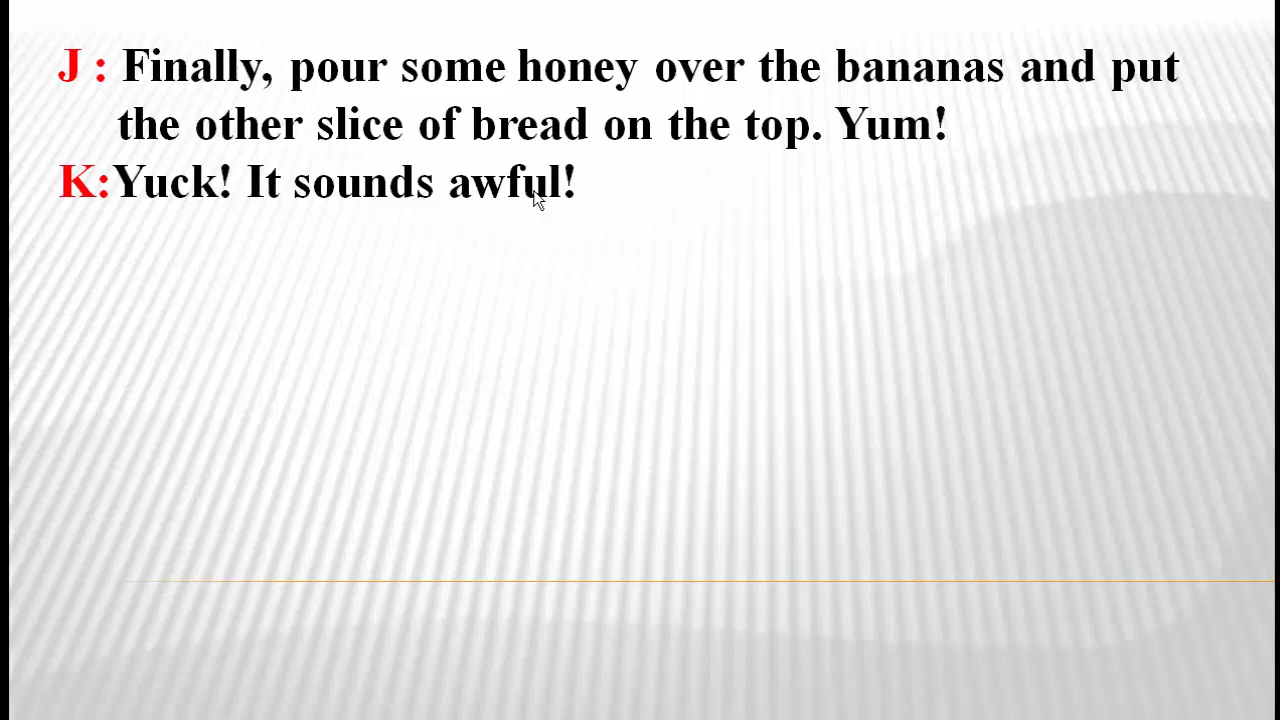 J : Finally, pour some honey over the bananas and put
the other slice of bread on the top. Yum!
K:Yuck! It sounds awful!